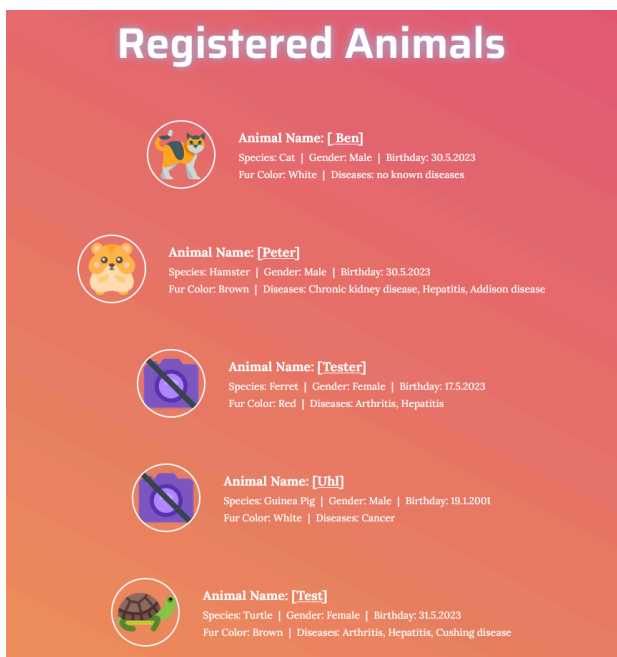 Registered Animals
Animal Name: [ Ben]
Species: Cat | Gender: Male | Birthday: 30.5.2023
Fur Color: White | Diseases: no known diseases
Animal Name: [Peter]
Species: Hamster | Gender: Male | Birthday: 30.5.2023
Fur Color: Brown | Diseases: Chronic kidney disease, Hepatitis, Addison disease
Animal Name: [Tester]
Species: Ferret | Gender: Female | Birthday: 17.5.2023
Fur Color: Red | Diseases: Arthritis, Hepatitis
Animal Name: [Uhl]
Species: Guinea Pig | Gender: Male | Birthday: 19.1.2001
Fur Color: White | Diseases: Cancer
Animal Name: [Test]
Species: Turtle | Gender: Female | Birthday: 31.5.2023
Fur Color: Brown | Diseases: Arthritis, Hepatitis, Cushing disease